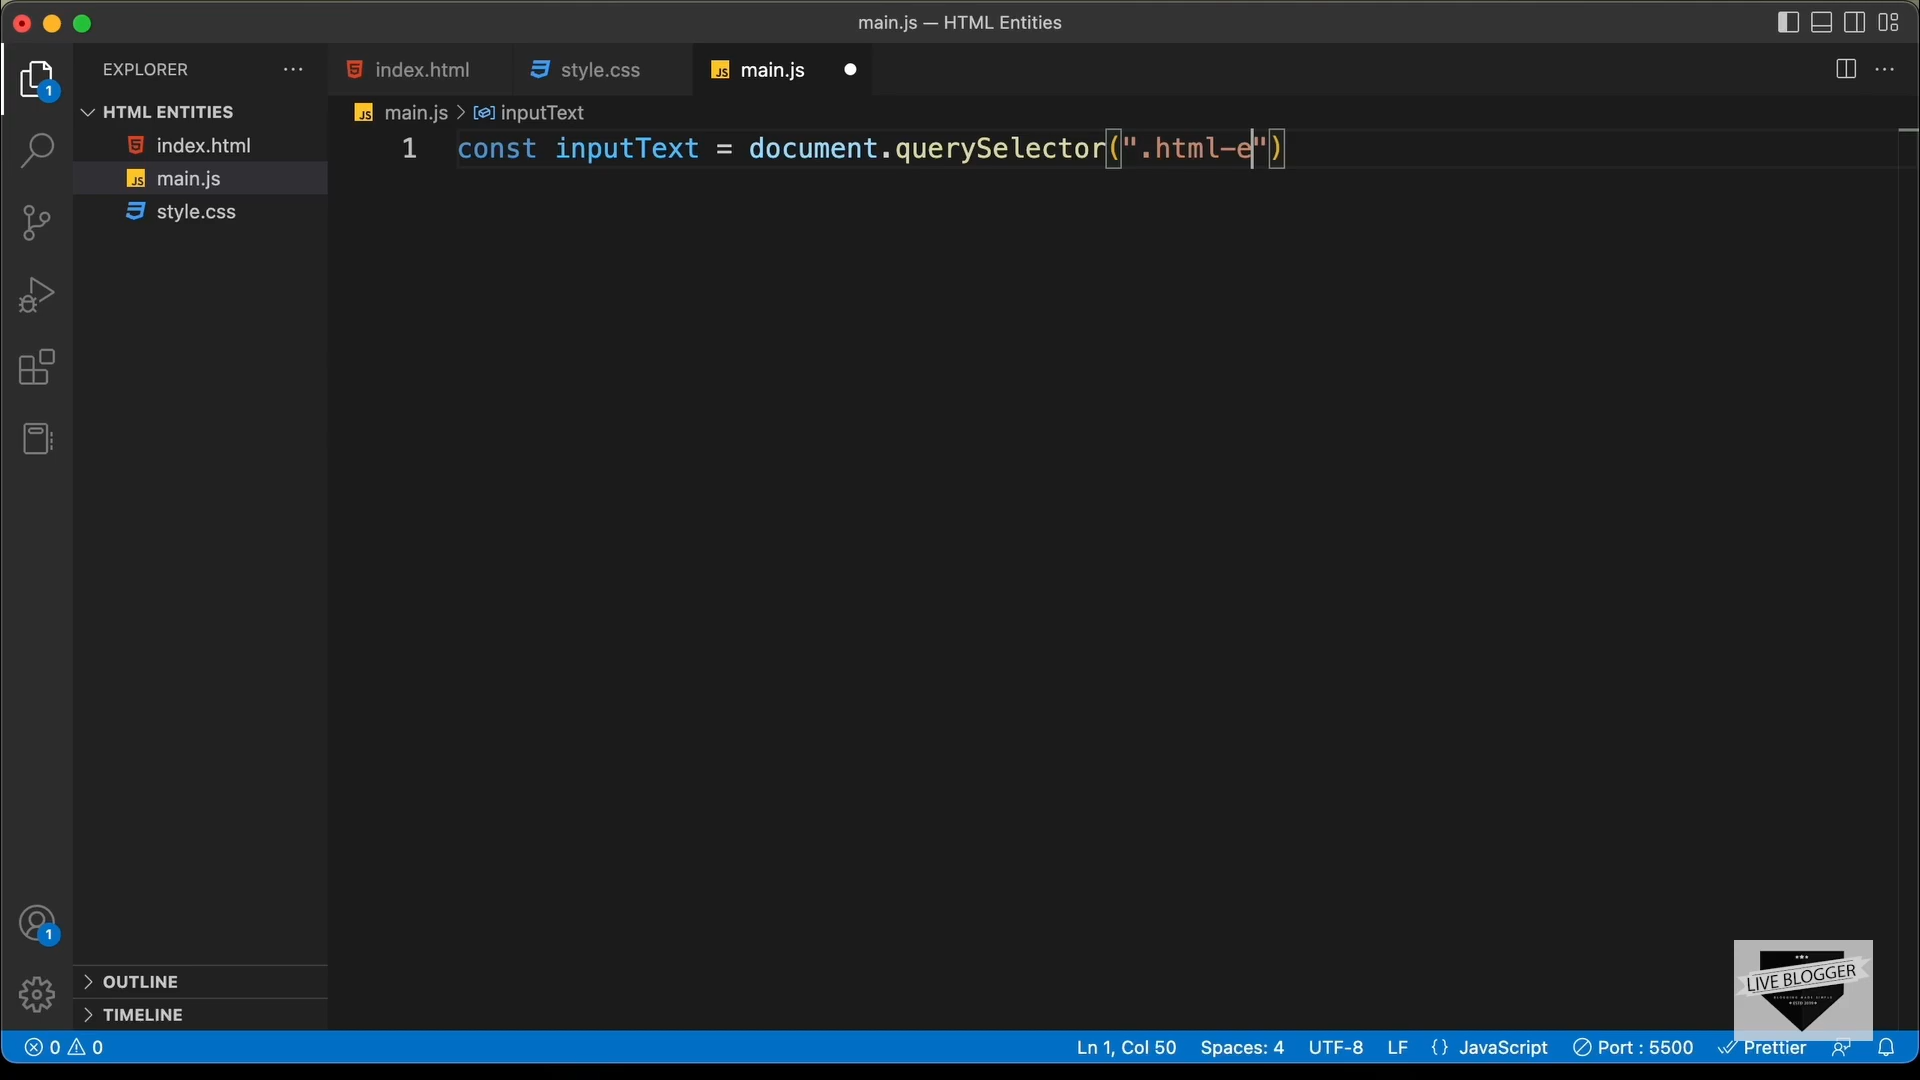 main.js — HTML Entities
EXPLORER
index.html
style.css
main.js
1
HTML ENTITIES
main.js > inputText
index.html
main.js
style.css
1 const inputText = document.querySelector(".html-e")
1
OUTLINE
TIMELINE
LIVE BLOGGER
0 0 Ln 1, Col 50 Spaces: 4 UTF-8 LF {} JavaScript Port : 5500 Prettier